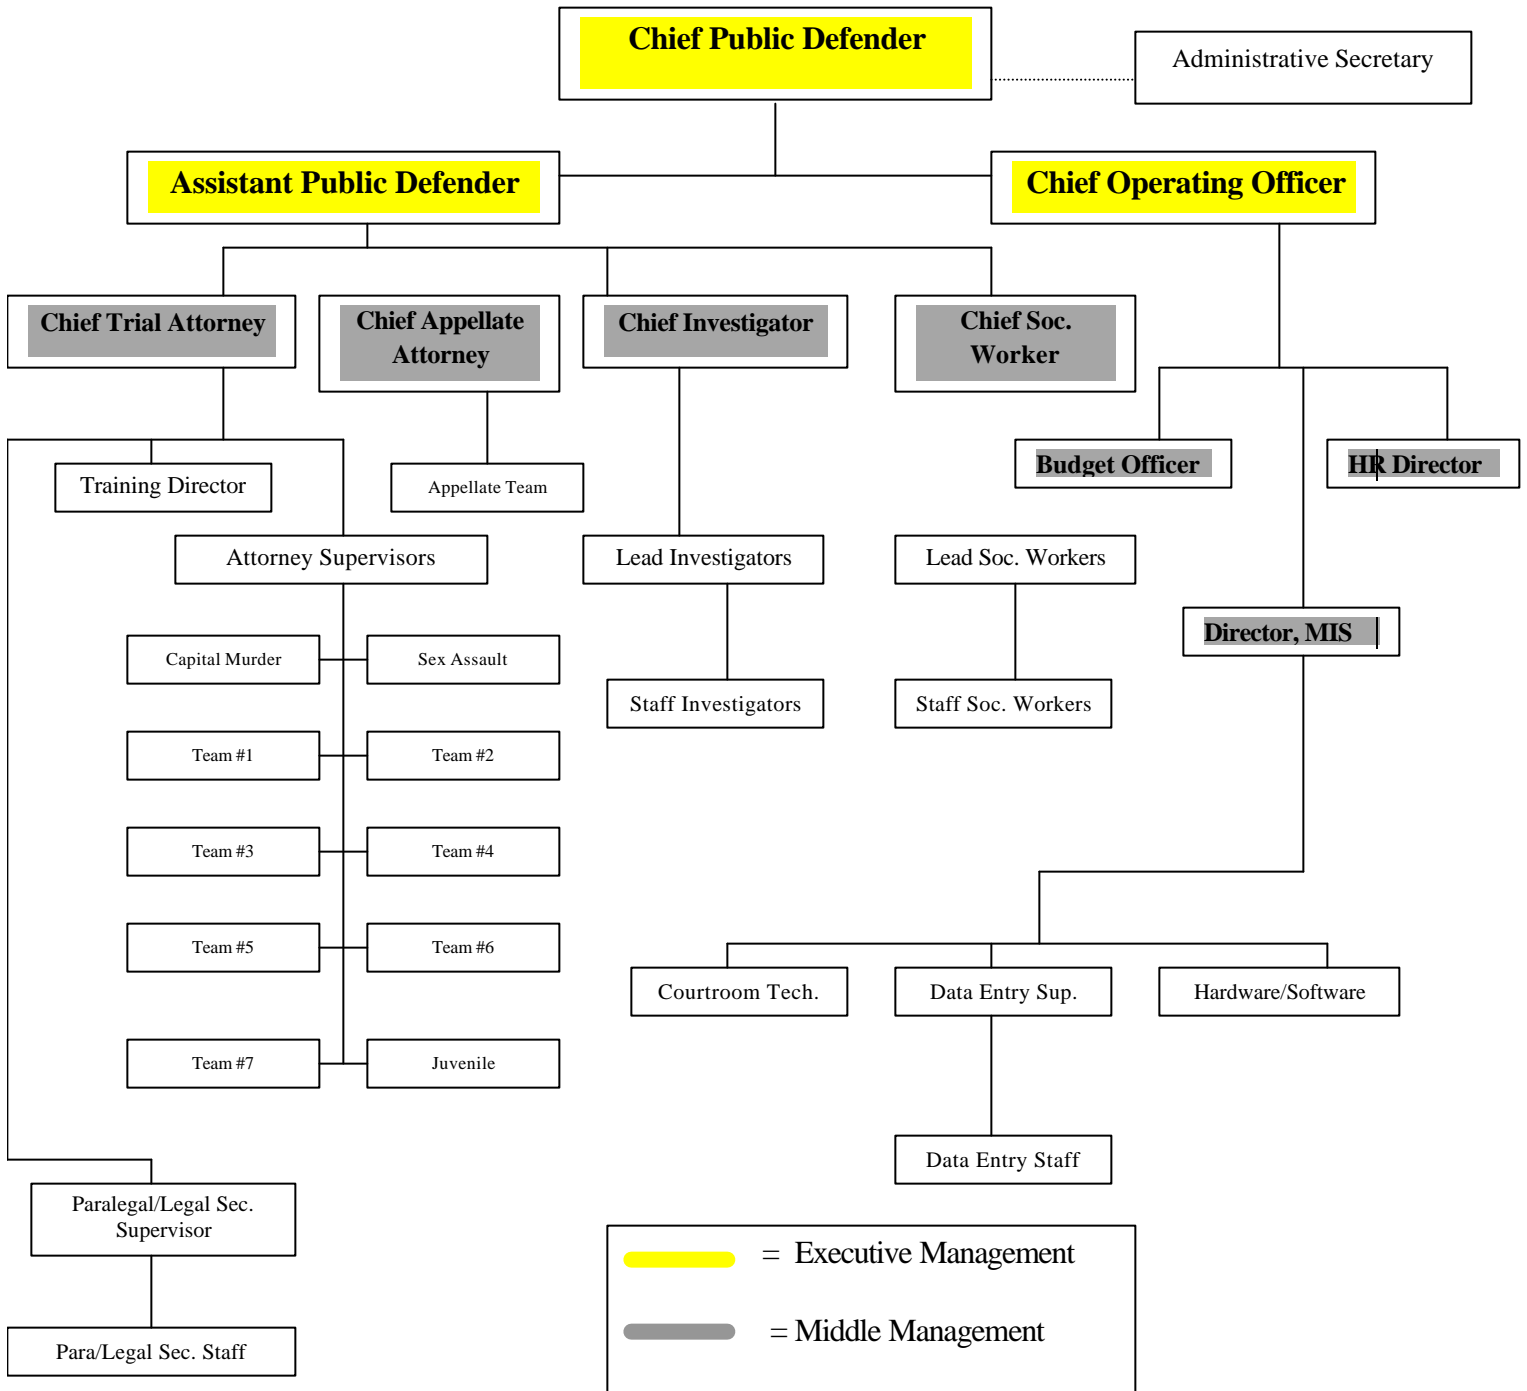 Chief Public Defender
Administrative Secretary
Assistant Public Defender
Chief Operating Officer
Chief Trial Attorney
Chief Appellate
Attorney
Chief Investigator
Chief Soc.
Worker
Budget Officer
HR Director
Training Director
Appellate Team
Attorney Supervisors
Lead Investigators
Lead Soc. Workers
Director, MIS
Capital Murder
Sex Assault
Staff Investigators
Staff Soc. Workers
Team #1
Team #2
Team #3
Team #4
Team #5
Team #6
Courtroom Tech.
Data Entry Sup.
Hardware/Software
Team #7
Juvenile
Data Entry Staff
Paralegal/Legal Sec.
Supervisor
= Executive Management
= Middle Management
Para/Legal Sec. Staff